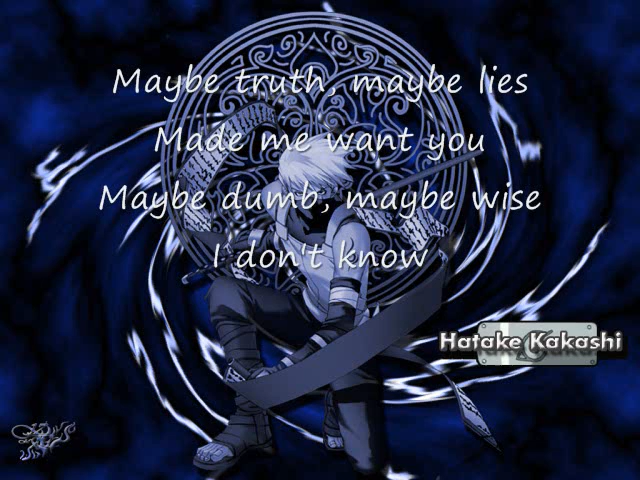 Maybe truth, maybe lies
Made me want you
Maybe dumb, maybe wise
I don't know
Hatake Kakashi